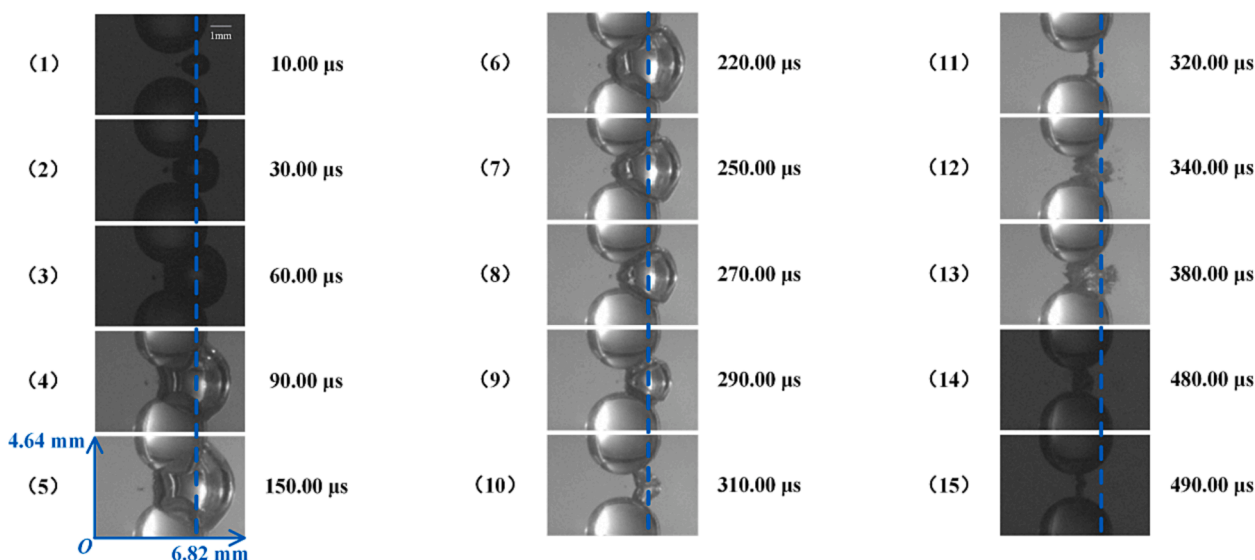 (1) 1mm 10.00 μs
(2) 30.00 μs
(3) 60.00 μs
(4) 90.00 μs
4.64 mm
(5) 150.00 μs
O 6.82 mm
(6) 220.00 μs
(7) 250.00 μs
(8) 270.00 μs
(9) 290.00 μs
(10) 310.00 μs
(11) 320.00 μs
(12) 340.00 μs
(13) 380.00 μs
(14) 480.00 μs
(15) 490.00 μs